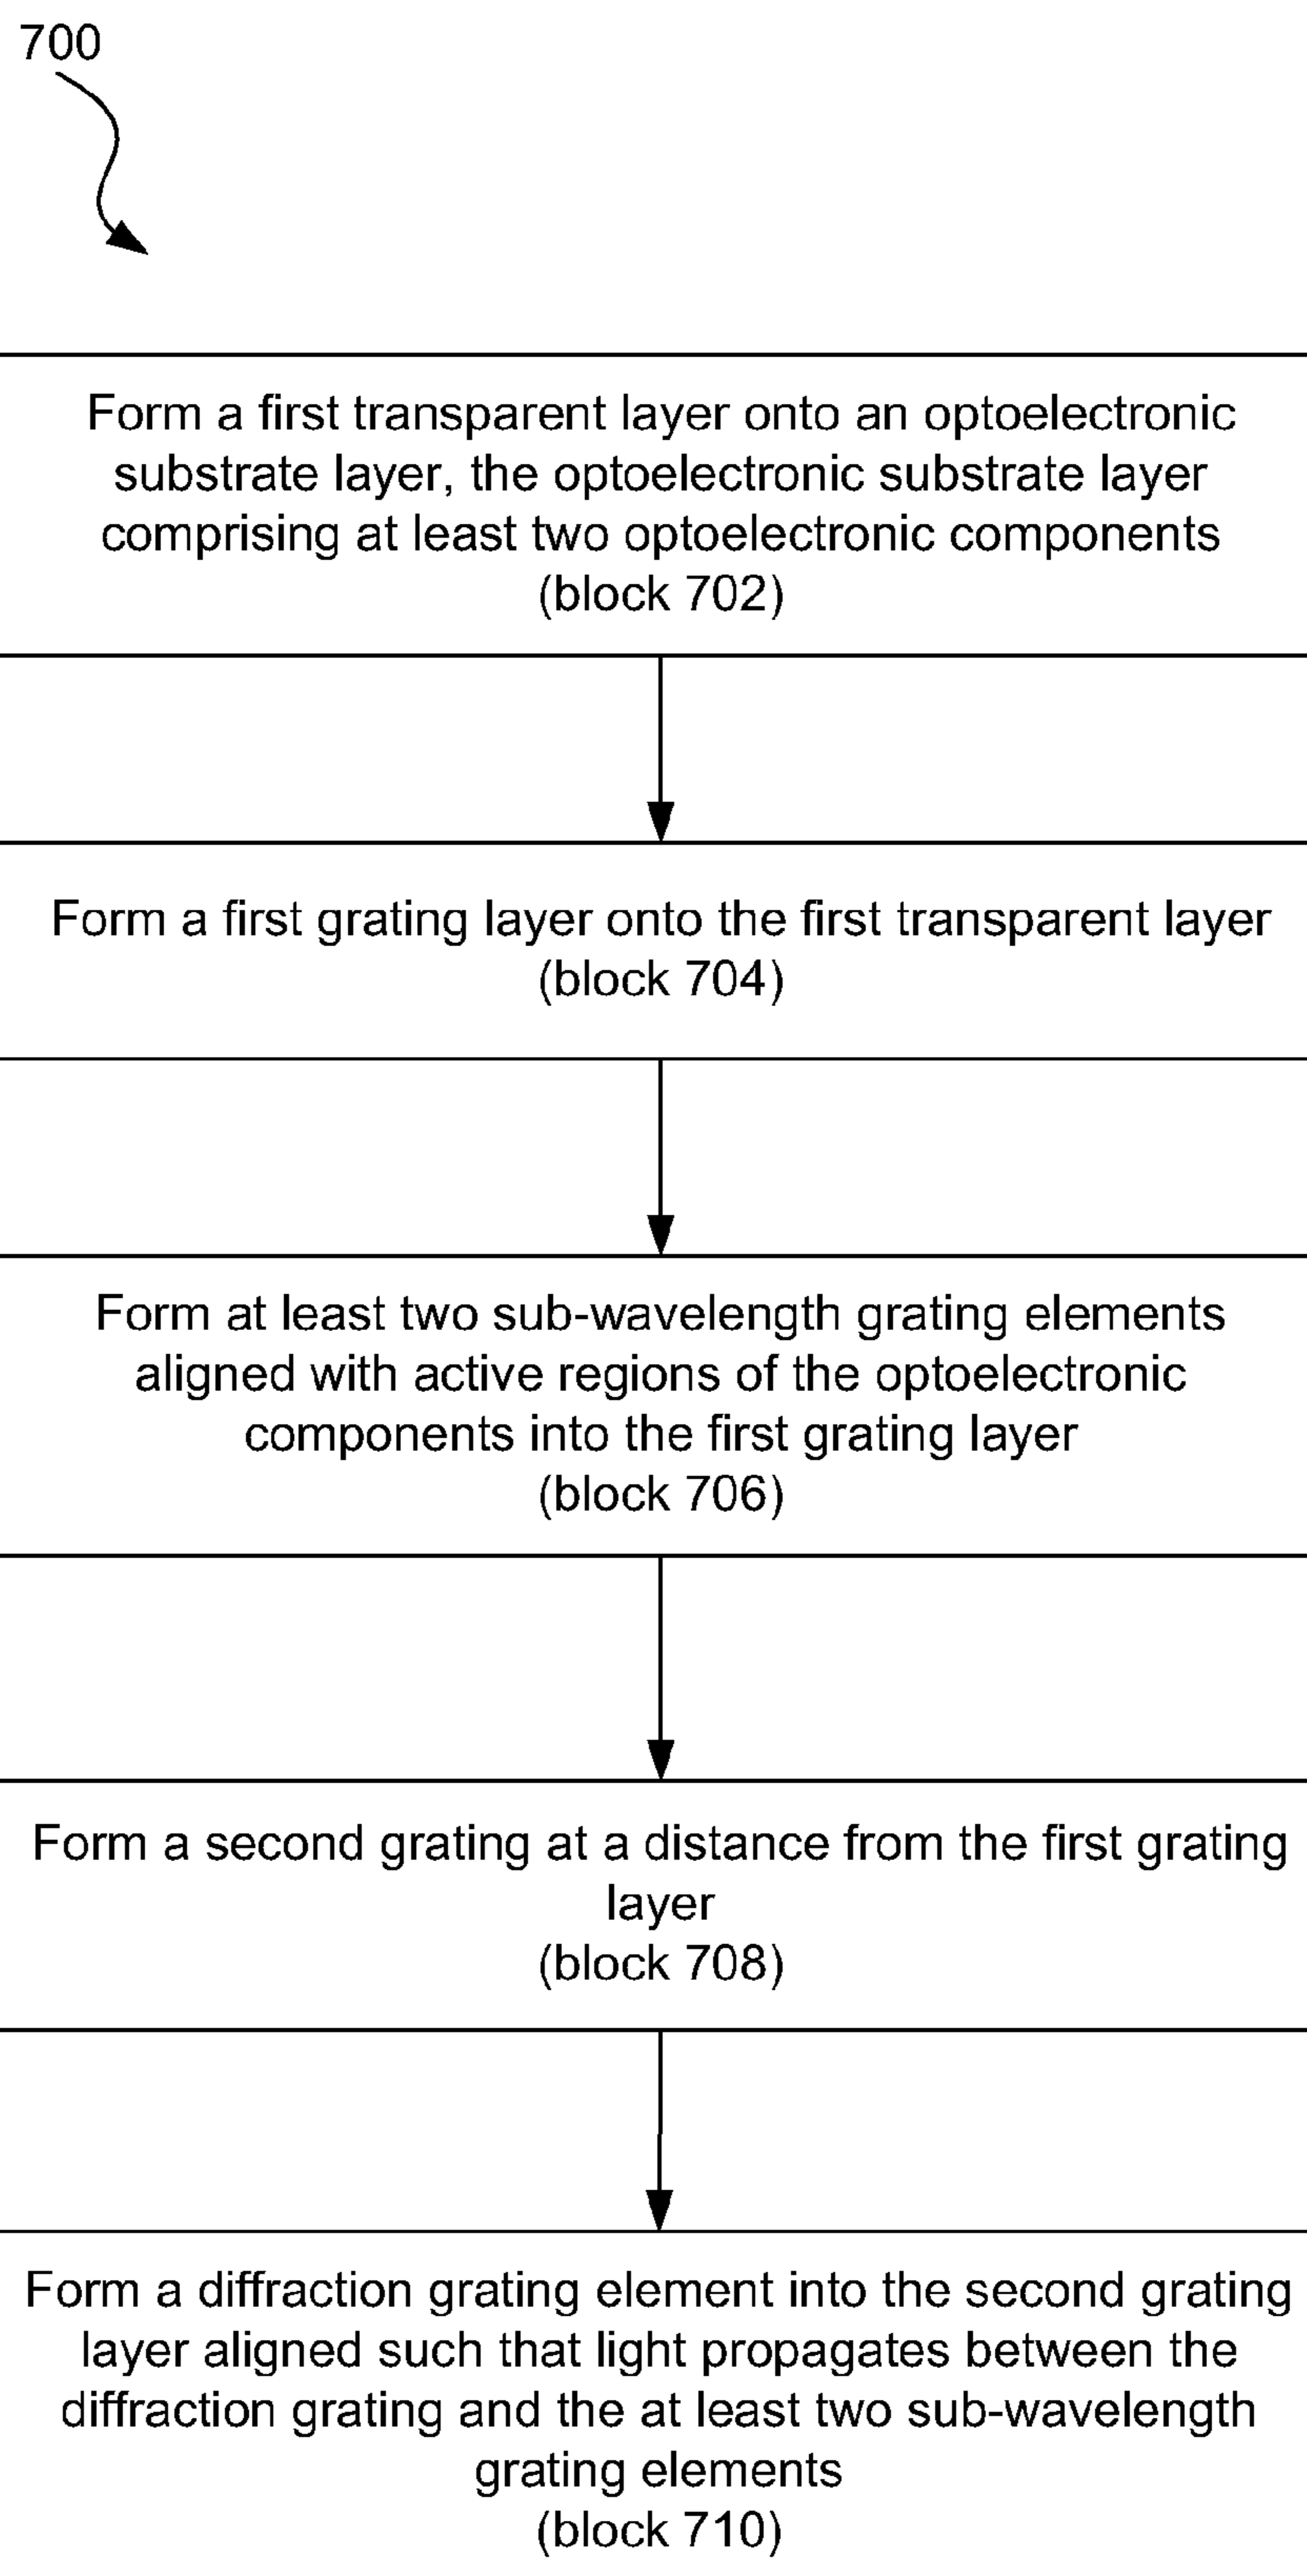 700
Form a first transparent layer onto an optoelectronic
substrate layer, the optoelectronic substrate layer
comprising at least two optoelectronic components
(block 702)
Form a first grating layer onto the first transparent layer
(block 704)
Form at least two sub-wavelength grating elements
aligned with active regions of the optoelectronic
components into the first grating layer
(block 706)
Form a second grating at a distance from the first grating
layer
(block 708)
Form a diffraction grating element into the second grating
layer aligned such that light propagates between the
diffraction grating and the at least two sub-wavelength
grating elements
(block 710)